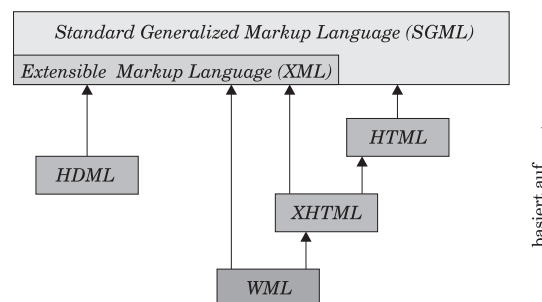 Standard Generalized Markup Language (SGML)
Extensible Markup Language (XML)
HTML
HDML
XHTML
WML
basiert auf